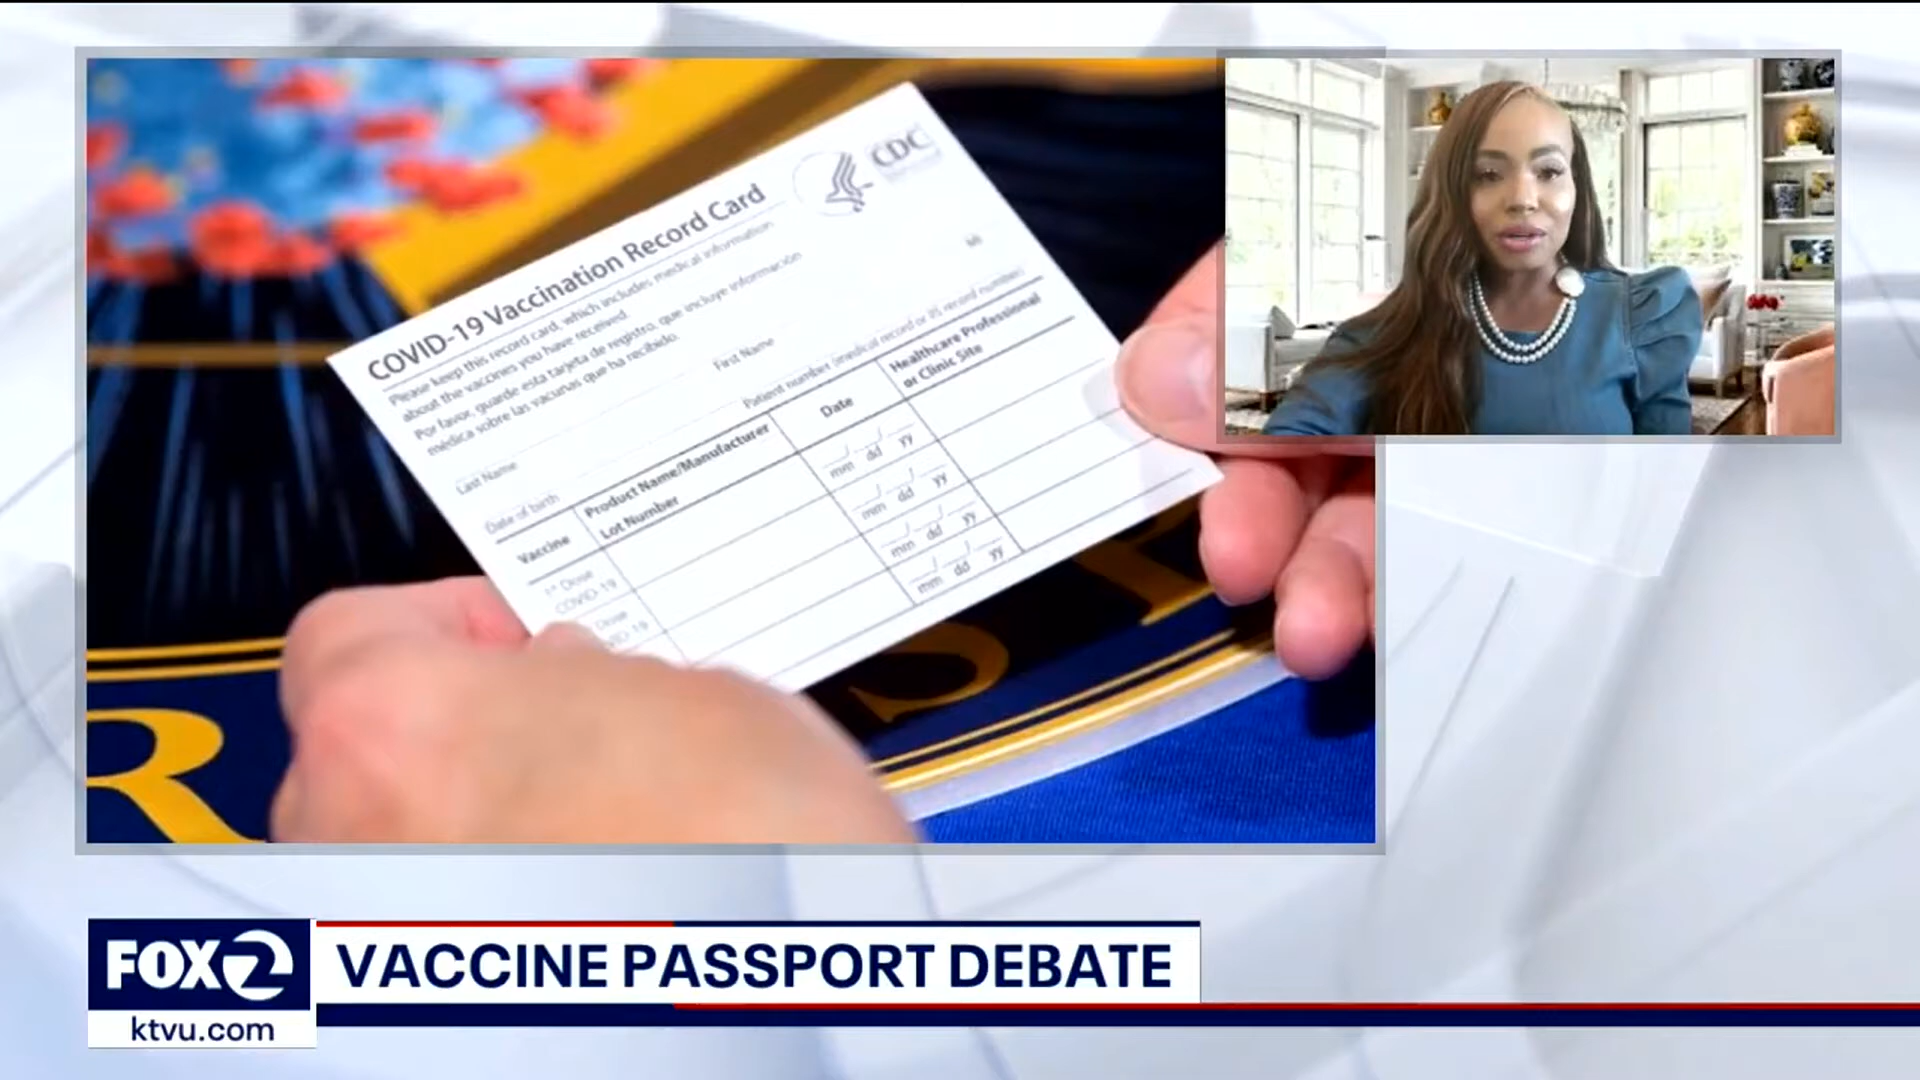 CDC
COVID-19 Vaccination Record Card
Please keep this record card, which includes medical information
about the vaccines you have received.
Por favor, guarde esta tarjeta de registro, que incluye información
médica sobre las vacunas que ha recibido.
Last Name
First Name
MI
Date of birth
Patient number (medical record or IIS record number)
Vaccine
Product Name/Manufacturer
Lot Number
Date
Healthcare Professional
or Clinic Site
1st Dose
COVID-19
mm dd yy
Dose
mm dd yy
mm dd yy
mm dd yy
R
FOX 2
ktvu.com
VACCINE PASSPORT DEBATE